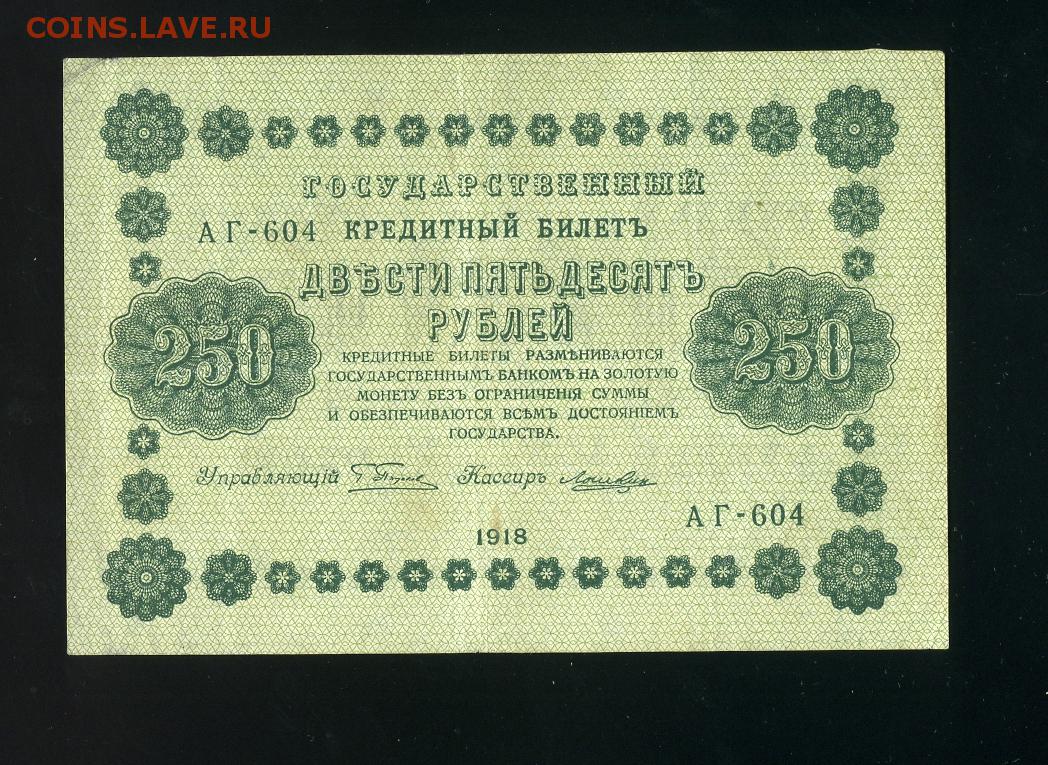 COINS.LAVE.RU
ГОСУДАРСТВЕННЫЙ
АГ-604 КРЕДИТНЫЙ БИЛЕТЪ
ДВѢСТИ ПЯТЬДЕСЯТЪ
РУБЛЕЙ
250 250
КРЕДИТНЫЕ БИЛЕТЫ РАЗМѢНИВАЮТСЯ
ГОСУДАРСТВЕННЫМЪ БАНКОМЪ НА ЗОЛОТУЮ
МОНЕТУ БЕЗЪ ОГРАНИЧЕНІЯ СУММЫ
И ОБЕЗПЕЧИВАЮТСЯ ВСѢМЪ ДОСТОЯНІЕМЪ
ГОСУДАРСТВА.
Управляющій Кассиръ
АГ-604
1918